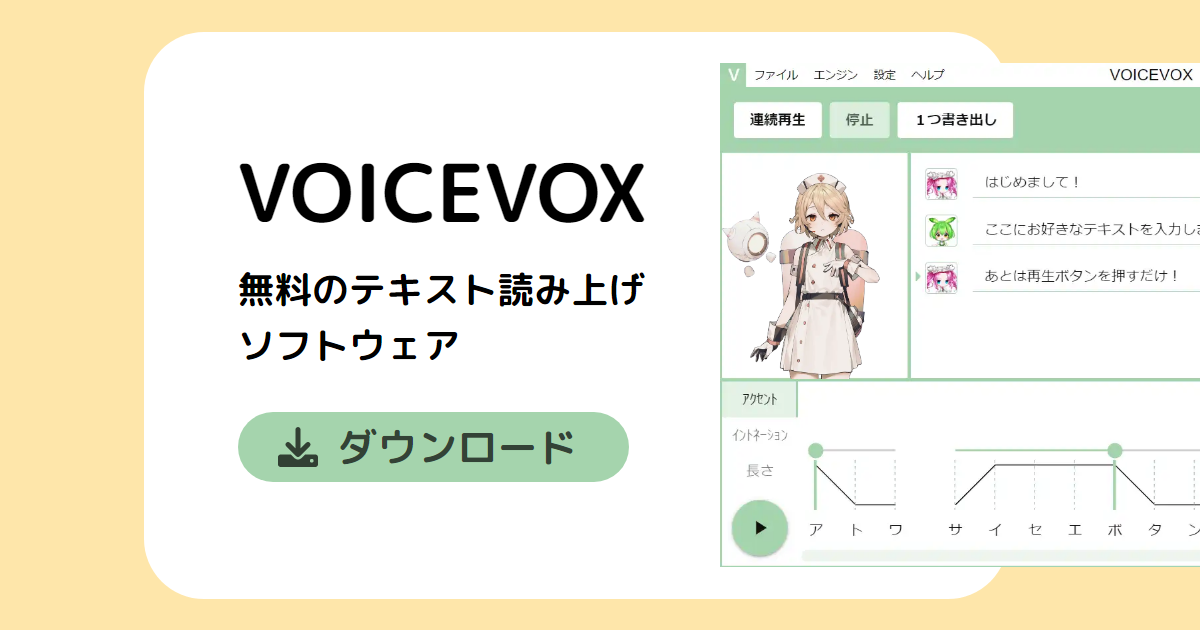 VOICEVOX
無料のテキスト読み上げ
ソフトウェア
ダウンロード
V ファイル エンジン 設定 ヘルプ VOICEVOX
連続再生 停止 1つ書き出し
はじめまして!
ここにお好きなテキストを入力しま
あとは再生ボタンを押すだけ!
アクセント
イントネーション
長さ
ア ト ワ サ イ セ エ ボ タ ン